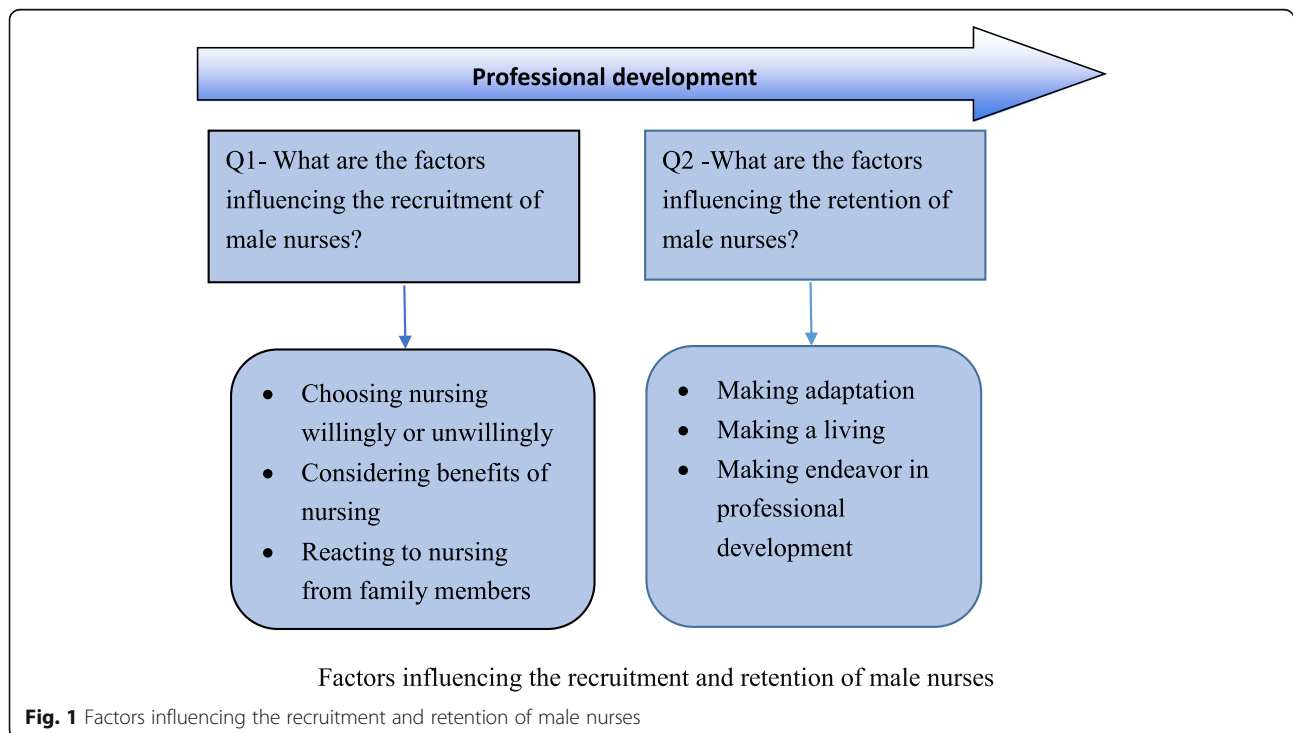 Professional development
Q1- What are the factors
influencing the recruitment of
male nurses?
Q2 -What are the factors
influencing the retention of
male nurses?
• Choosing nursing
willingly or unwillingly
• Considering benefits of
nursing
• Reacting to nursing
from family members
• Making adaptation
• Making a living
• Making endeavor in
professional
development
Factors influencing the recruitment and retention of male nurses
Fig. 1 Factors influencing the recruitment and retention of male nurses